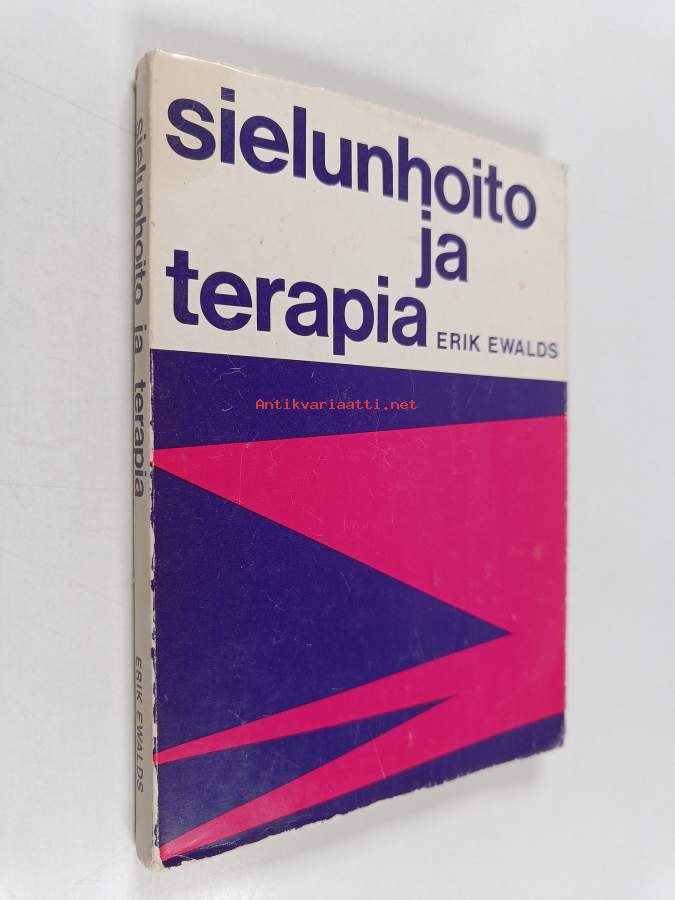 sielunhoito
ja
terapia
ERIK EWALDS
Antikvariaatti.net
sielunhoito ja terapia
ERIK EWALDS